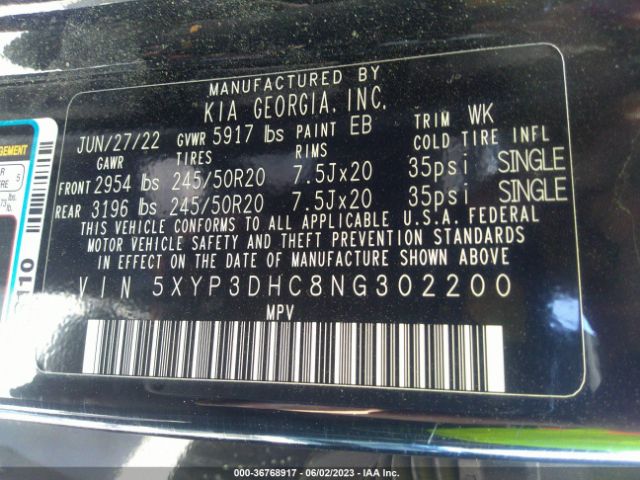 MANUFACTURED BY
KIA GEORGIA, INC.
JUN/27/22 GVWR 5917 lbs PAINT EB TRIM WK
GAWR TIRES RIMS COLD TIRE INFL
FRONT 2954 lbs 245/50R20 7.5Jx20 35psi SINGLE
REAR 3196 lbs 245/50R20 7.5Jx20 35psi SINGLE
THIS VEHICLE CONFORMS TO ALL APPLICABLE U.S.A. FEDERAL
MOTOR VEHICLE SAFETY AND THEFT PREVENTION STANDARDS
IN EFFECT ON THE DATE OF MANUFACTURE SHOWN ABOVE
VIN 5XYP3DHC8NG302200
MPV
110
000-36768917 | 06/02/2023 | IAA Inc.